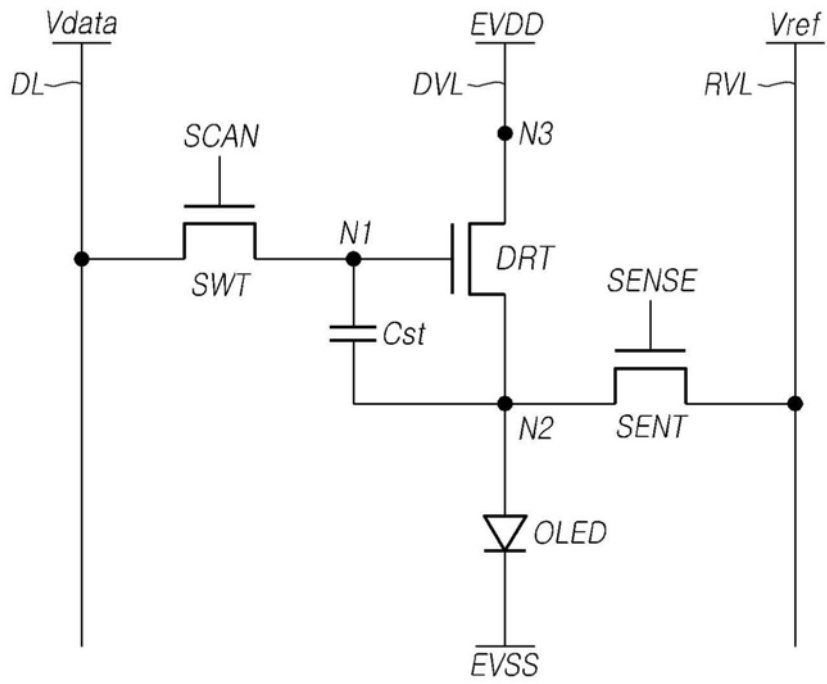 Vdata
EVDD
Vref
DL
DVL
RVL
N3
SCAN
N1
DRT
SWT
SENSE
Cst
N2
SENT
OLED
EVSS